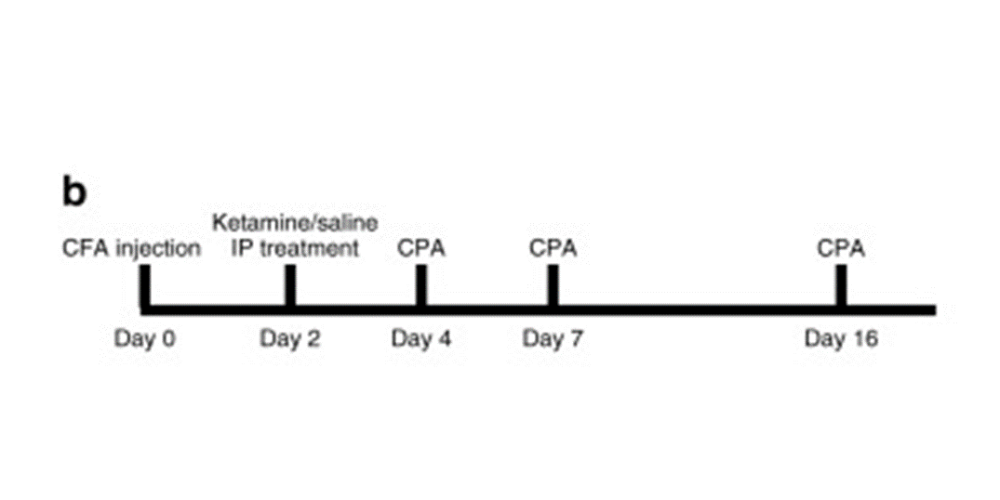 b
Ketamine/saline
CFA injection IP treatment CPA CPA CPA
Day 0 Day 2 Day 4 Day 7 Day 16